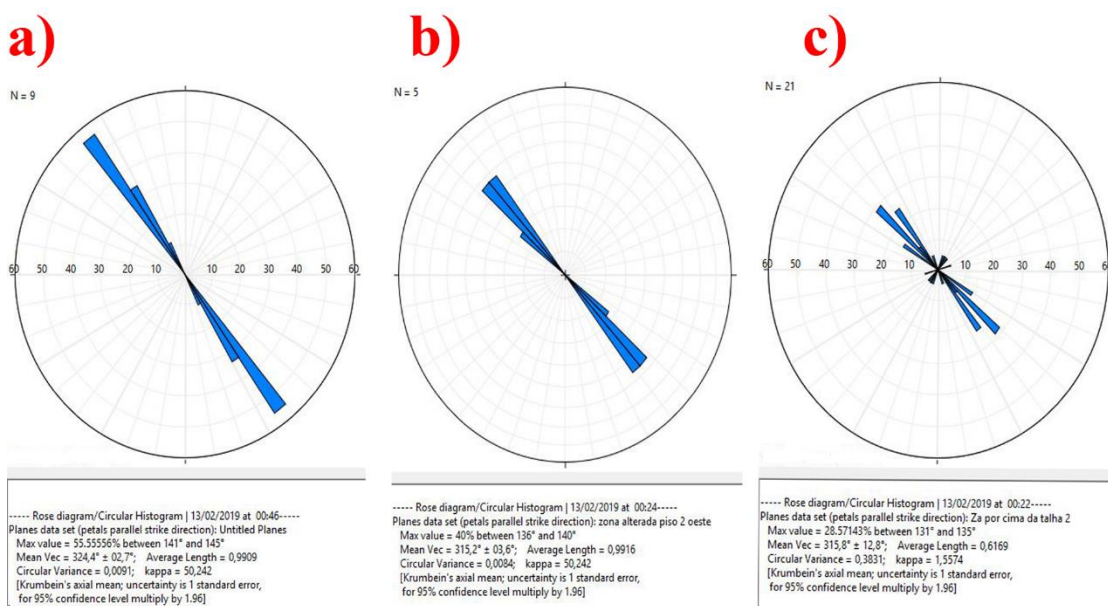 a)
b)
c)
N = 9
60 50 40 30 20 10 10 20 30 40 50 60
N = 5
N = 21
60 50 40 30 20 10 10 20 30 40 50 60
----- Rose diagram/Circular Histogram | 13/02/2019 at 00:46-----
Planes data set (petals parallel strike direction): Untitled Planes
Max value = 55.55556% between 141° and 145°
Mean Vec = 324,4° ± 02,7°; Average Length = 0,9909
Circular Variance = 0,0091; kappa = 50,242
[Krumbein's axial mean; uncertainty is 1 standard error,
for 95% confidence level multiply by 1.96]
----- Rose diagram/Circular Histogram | 13/02/2019 at 00:24-----
Planes data set (petals parallel strike direction): zona alterada piso 2 oeste
Max value = 40% between 136° and 140°
Mean Vec = 315,2° ± 03,6°; Average Length = 0,9916
Circular Variance = 0,0084; kappa = 50,242
[Krumbein's axial mean; uncertainty is 1 standard error,
for 95% confidence level multiply by 1.96]
----- Rose diagram/Circular Histogram | 13/02/2019 at 00:22-----
Planes data set (petals parallel strike direction): Za por cima da talha 2
Max value = 28.57143% between 131° and 135°
Mean Vec = 315,8° ± 12,8°; Average Length = 0,6169
Circular Variance = 0,3831; kappa = 1,5574
[Krumbein's axial mean; uncertainty is 1 standard error,
for 95% confidence level multiply by 1.96]